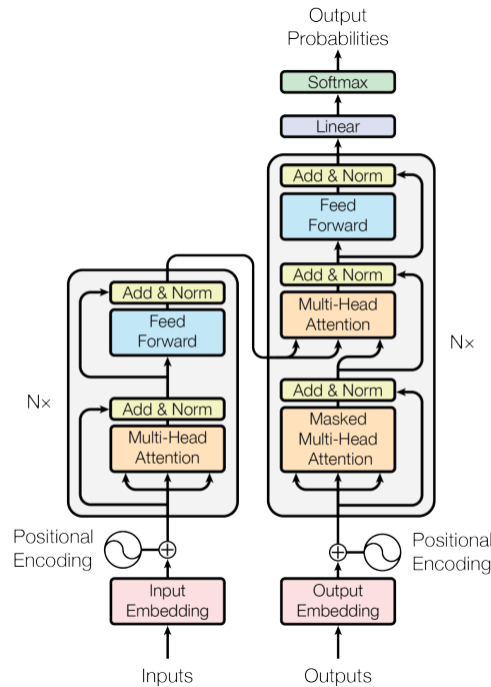 Output
Probabilities
Softmax
Linear
Add & Norm
Feed
Forward
Add & Norm
Multi-Head
Attention
Add & Norm
Masked
Multi-Head
Attention
N×
Add & Norm
Feed
Forward
Add & Norm
Multi-Head
Attention
N×
Positional
Encoding
Positional
Encoding
Input
Embedding
Output
Embedding
Inputs
Outputs